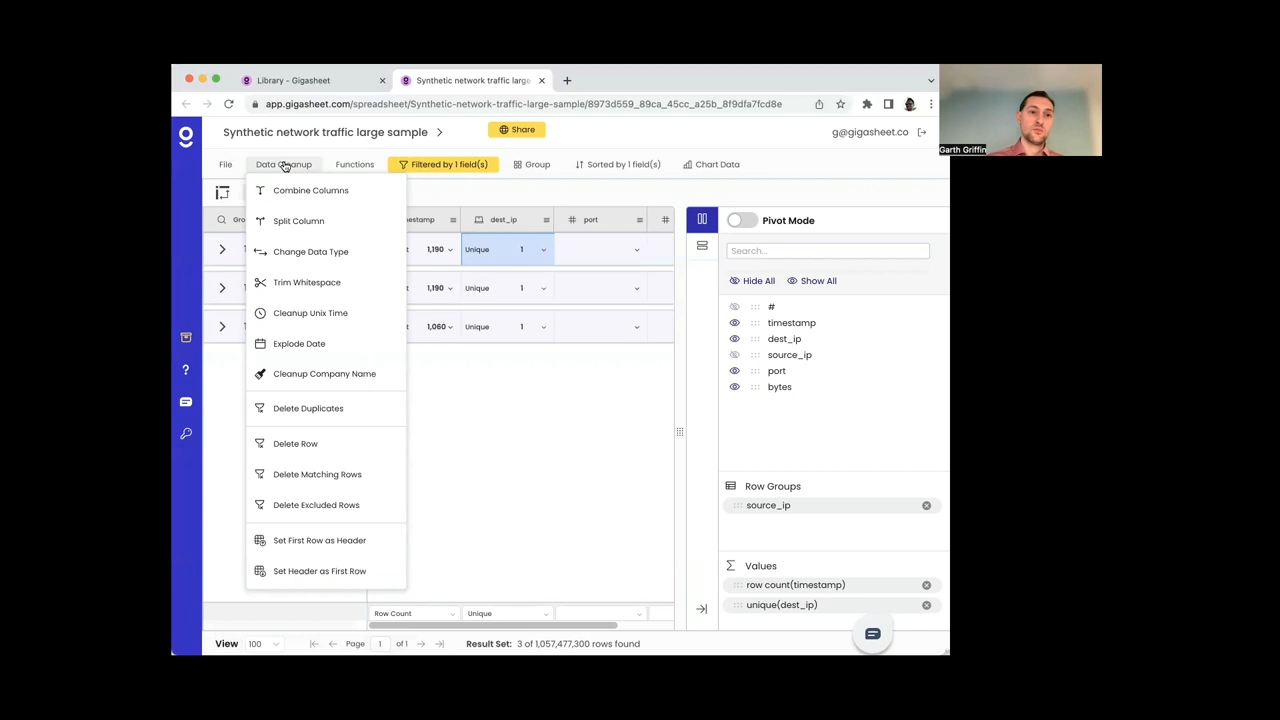 Library - Gigasheet
Synthetic network traffic large
app.gigasheet.com/spreadsheet/Synthetic-network-traffic-large-sample/8973d559_89ca_45cc_a25b_8f9dfa7fcd8e
Garth Griffin
Synthetic network traffic large sample
Share
g@gigasheet.co
File
Data Cleanup
Functions
Filtered by 1 field(s)
Group
Sorted by 1 field(s)
Chart Data
Combine Columns
Split Column
Change Data Type
Trim Whitespace
Cleanup Unix Time
Explode Date
Cleanup Company Name
Delete Duplicates
Delete Row
Delete Matching Rows
Delete Excluded Rows
Set First Row as Header
Set Header as First Row
dest_ip
port
1,190 Unique 1
1,190 Unique 1
1,060 Unique 1
Row Count
Unique
Pivot Mode
Search...
Hide All
Show All
#
timestamp
dest_ip
source_ip
port
bytes
Row Groups
source_ip
Values
row count(timestamp)
unique(dest_ip)
View 100
Page 1 of 1
Result Set: 3 of 1,057,477,300 rows found